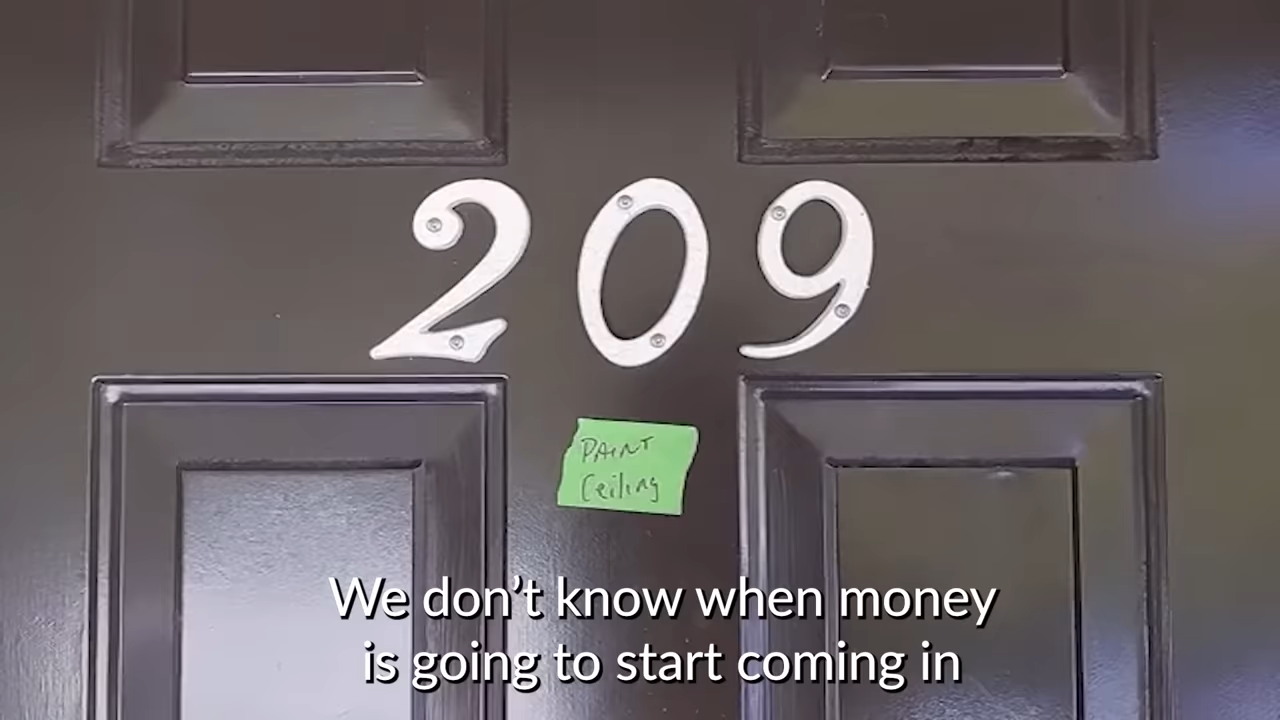 209
PAINT
Ceiling
We don't know when money
is going to start coming in